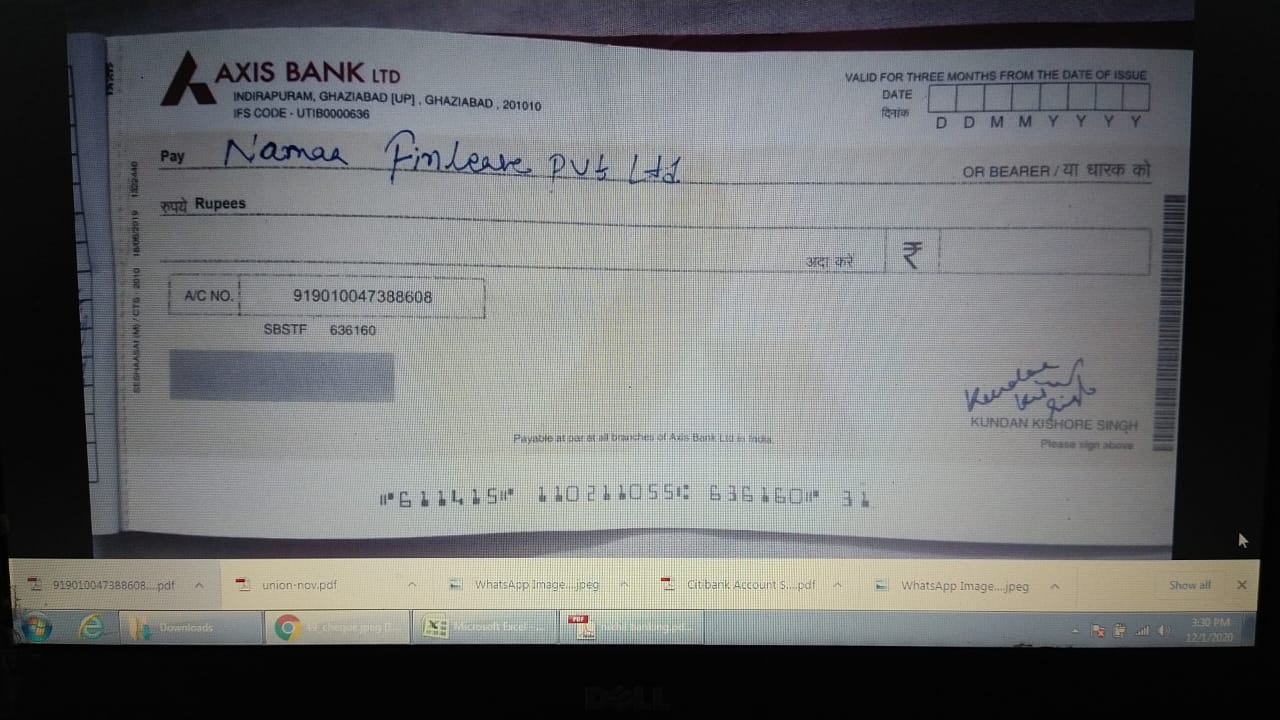 AXIS BANK LTD
INDIRAPURAM, GHAZIABAD [UP] , GHAZIABAD , 201010
IFS CODE - UTIB0000636
VALID FOR THREE MONTHS FROM THE DATE OF ISSUE
DATE
दिनांक
D D M M Y Y Y Y
Pay Namaa Finlease Pvt Ltd
OR BEARER / या धारक को
रुपये Rupees
अदा करें ₹
A/C NO. 919010047388608
SBSTF 636160
SESHAASAI (M) / CTS - 2010 18/06/2019 1322440
Kundan
Kishore
Singh
KUNDAN KISHORE SINGH
Please sign above
Payable at par at all branches of Axis Bank Ltd in India.
⑈611415⑈ 110211055⑆ 636160⑈ 31
919010047388608....pdf union-nov.pdf WhatsApp Image....jpeg Citibank Account S....pdf WhatsApp Image....jpeg Show all
Downloads Microsoft Excel - ...
PDF
3:30 PM
12/1/2020
DELL